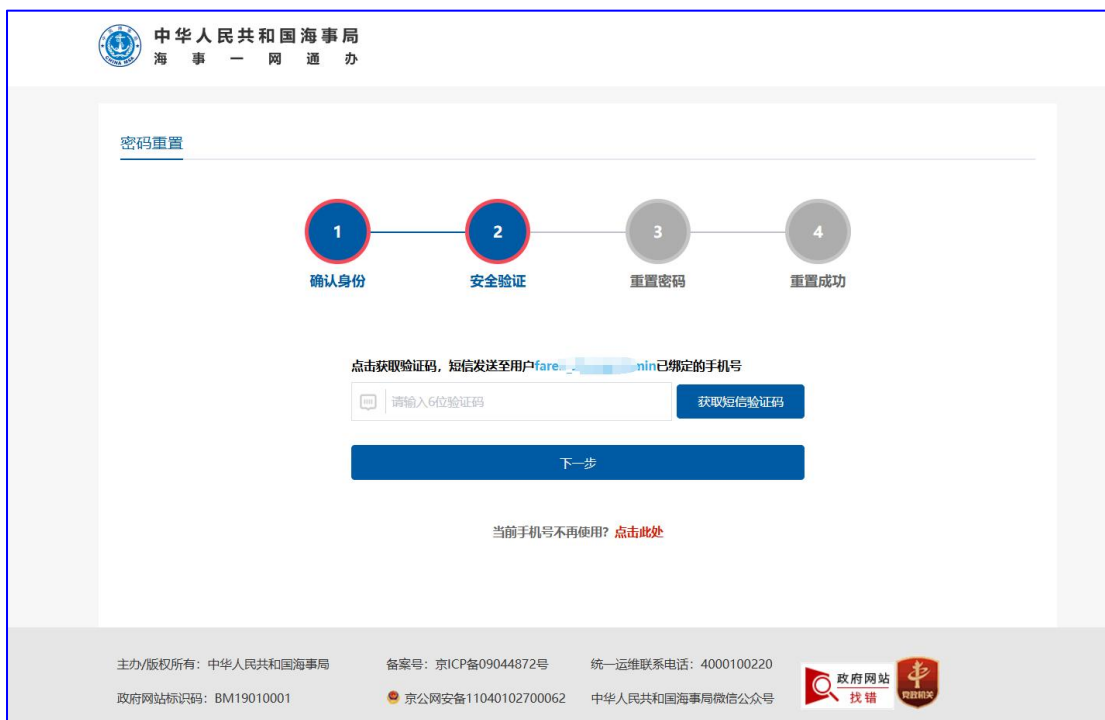 中华人民共和国海事局
海事一网通办
密码重置
1
2
3
4
确认身份
安全验证
重置密码
重置成功
点击获取验证码，短信发送至用户fare min已绑定的手机号
请输入6位验证码
获取短信验证码
下一步
当前手机号不再使用？点击此处
主办/版权所有：中华人民共和国海事局
备案号：京ICP备09044872号
统一运维联系电话：4000100220
政府网站标识码：BM19010001
京公网安备11040102700062
中华人民共和国海事局微信公众号
政府网站
找错
党政机关
CHINA MSA